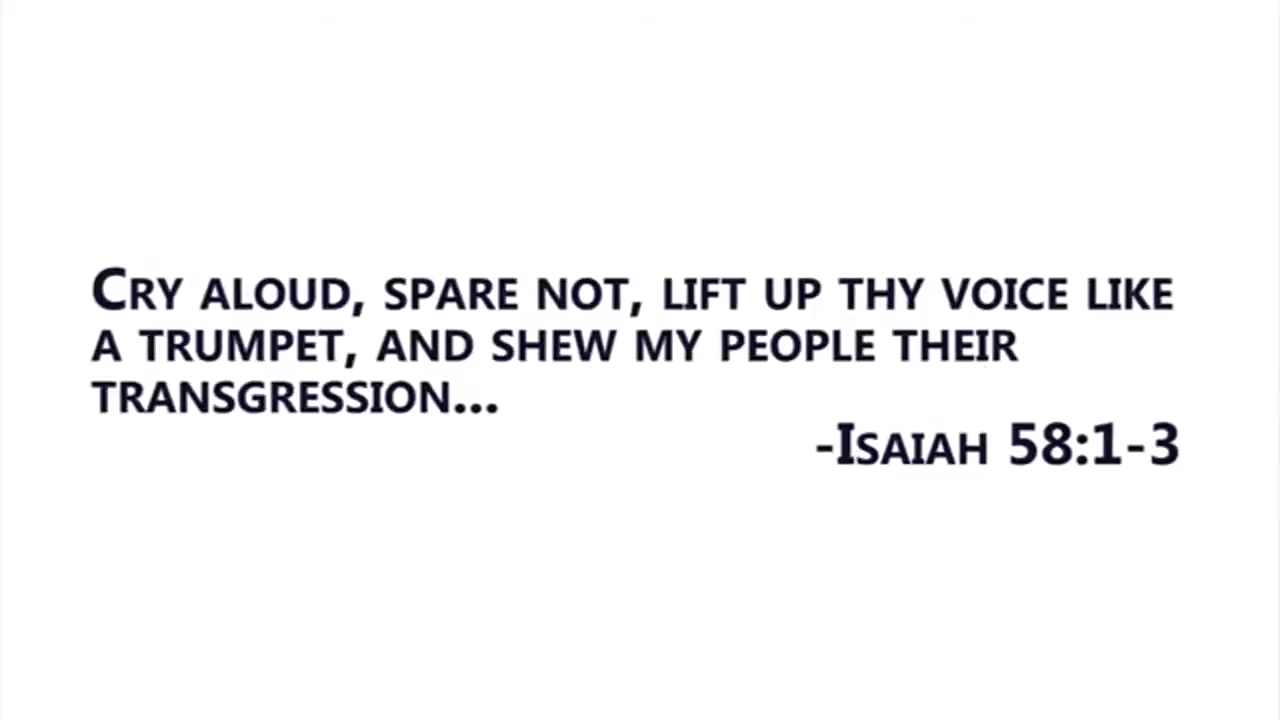 Cry aloud, spare not, lift up thy voice like
a trumpet, and shew my people their
transgression...
-Isaiah 58:1-3